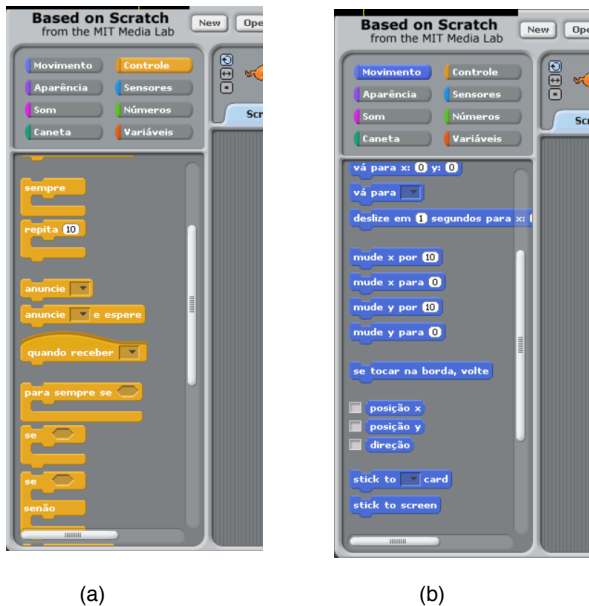 Based on Scratch
from the MIT Media Lab
New
Ope
Movimento
Controle
Aparência
Sensores
Som
Números
Caneta
Variáveis
Scr
sempre
repita 10
anuncie
anuncie e espere
quando receber
para sempre se
se
se
senão
(a)
Based on Scratch
from the MIT Media Lab
New
Ope
Movimento
Controle
Aparência
Sensores
Som
Números
Caneta
Variáveis
Sc
vá para x: 0 y: 0
vá para
deslize em 1 segundos para x:
mude x por 10
mude x para 0
mude y por 10
mude y para 0
se tocar na borda, volte
posição x
posição y
direção
stick to card
stick to screen
(b)